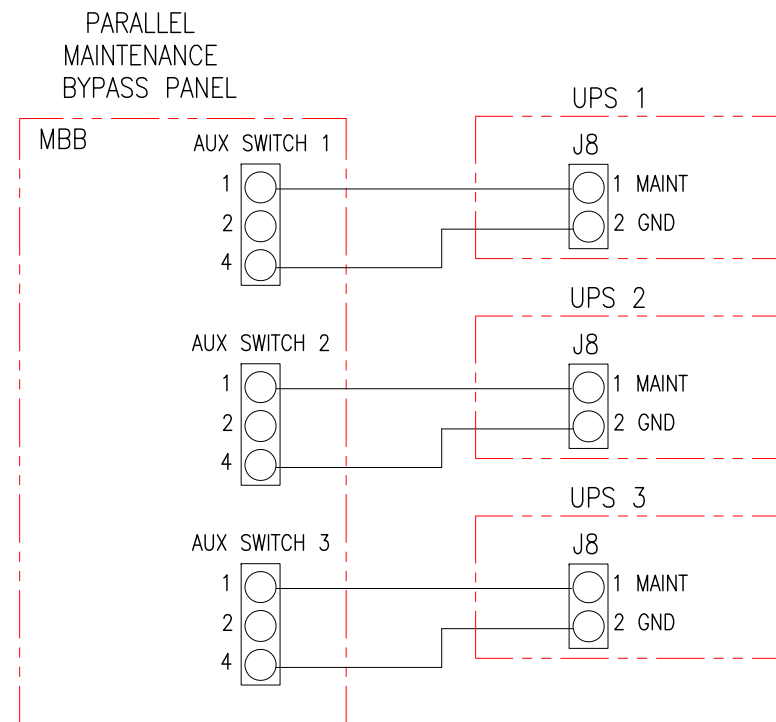 PARALLEL
MAINTENANCE
BYPASS PANEL
MBB
AUX SWITCH 1
1
2
4
UPS 1
J8
1 MAINT
2 GND
AUX SWITCH 2
1
2
4
UPS 2
J8
1 MAINT
2 GND
AUX SWITCH 3
1
2
4
UPS 3
J8
1 MAINT
2 GND